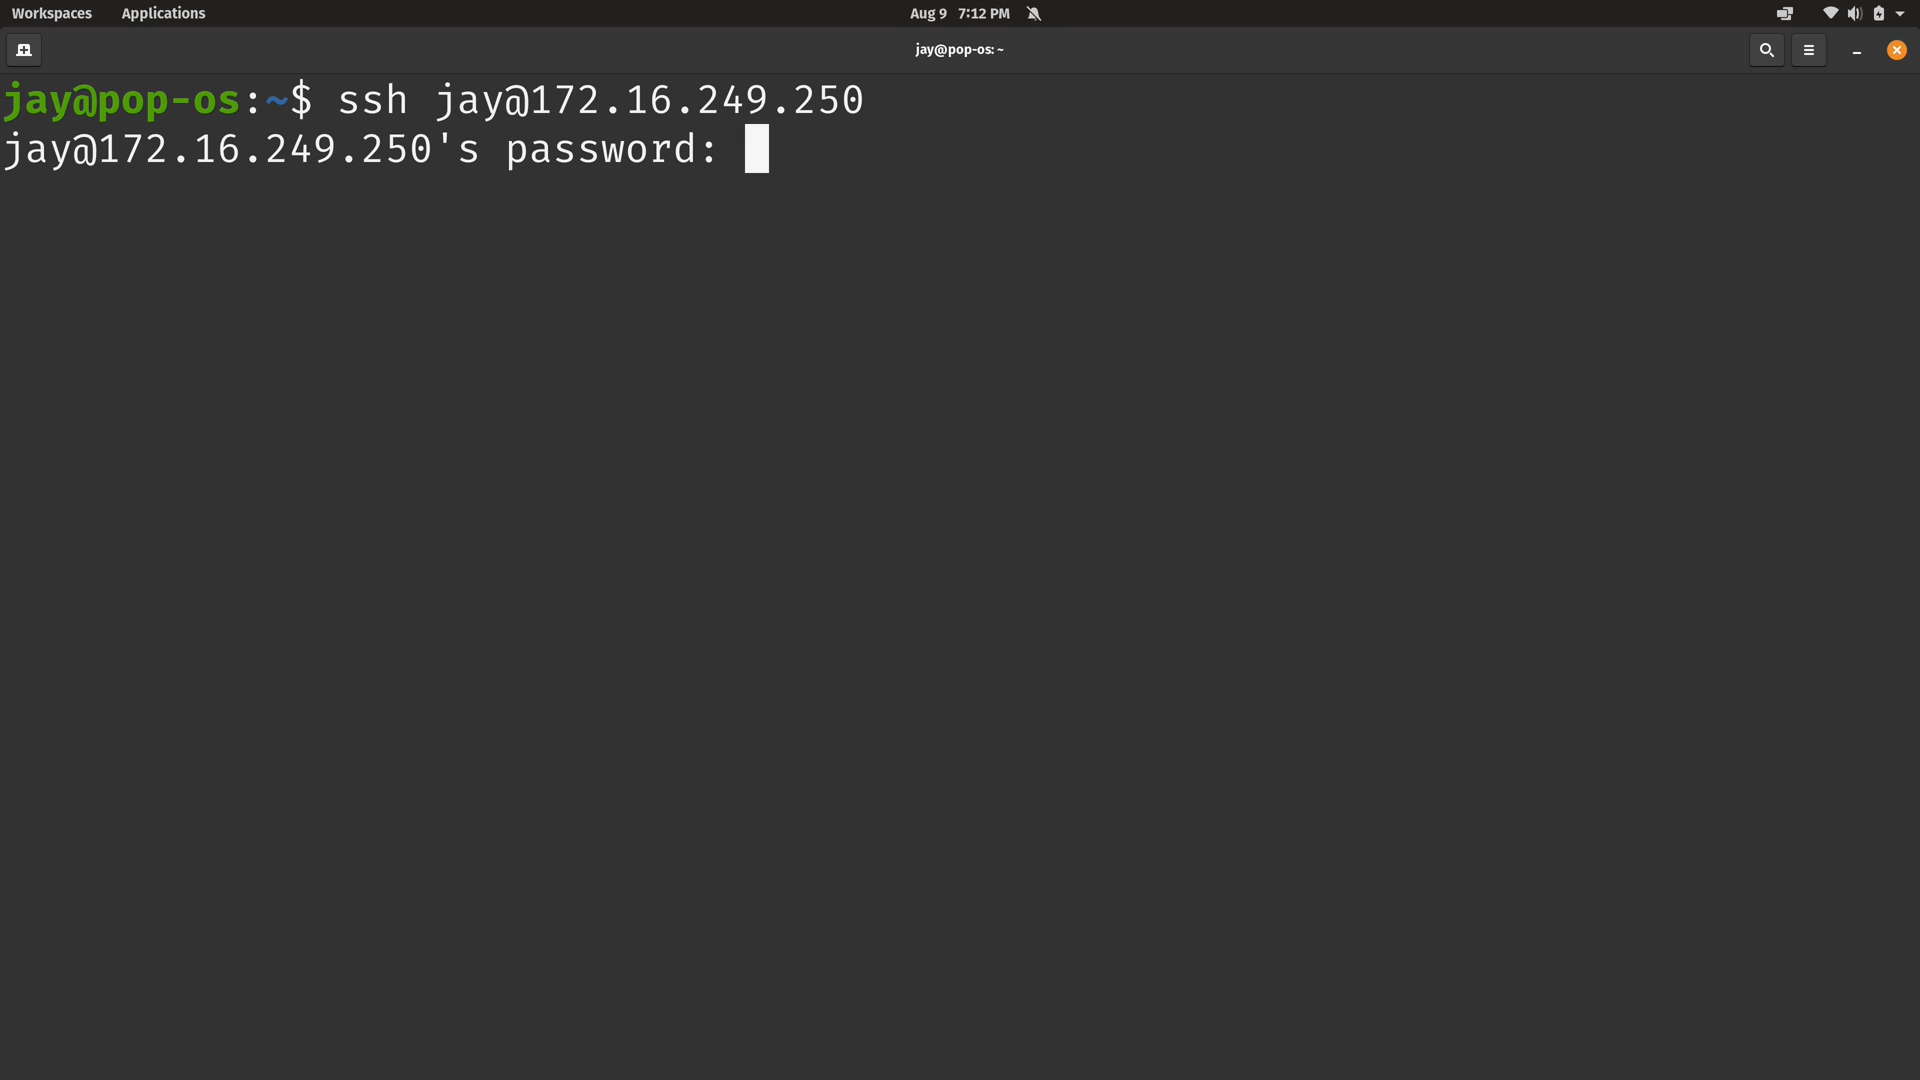 Workspaces Applications Aug 9 7:12 PM
jay@pop-os: ~
jay@pop-os:~$ ssh jay@172.16.249.250
jay@172.16.249.250's password: